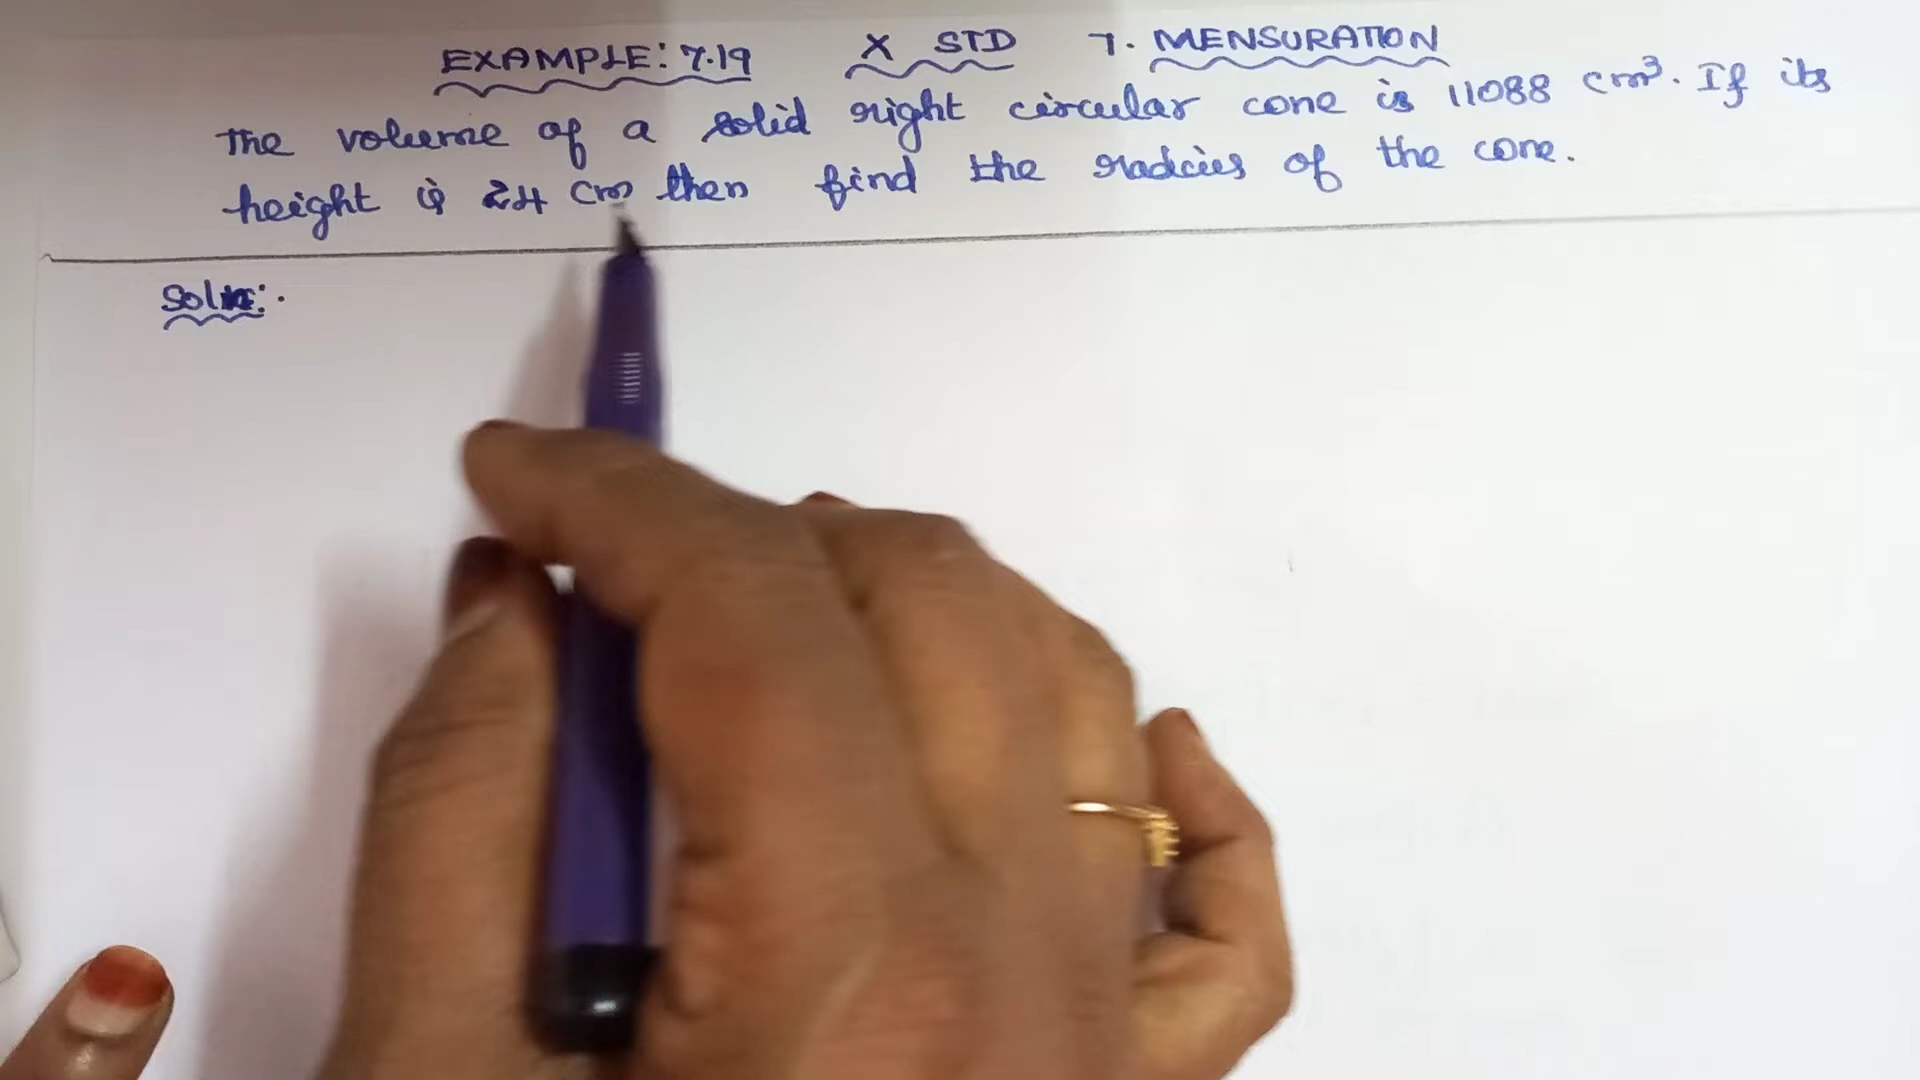 EXAMPLE: 7.19 X STD 7. MENSURATION
The volume of a solid right circular cone is 11088 cm³. If its
height is 24 cm then find the radius of the cone.
Soln:.